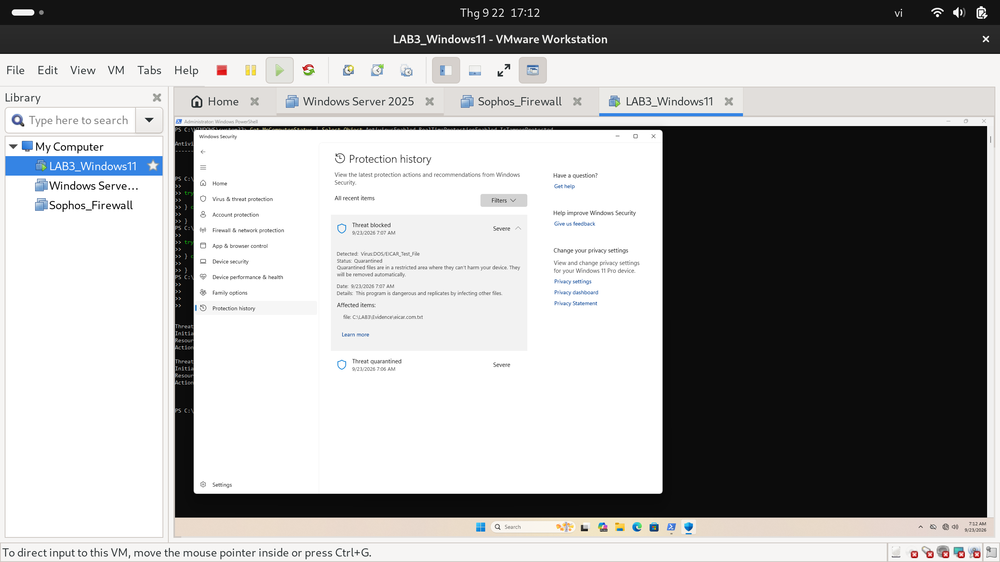 Thg 9 22 17:12
vi
LAB3_Windows11 - VMware Workstation
File Edit View VM Tabs Help
Library
Type here to search
My Computer
LAB3_Windows11
Windows Serve...
Sophos_Firewall
Home
Windows Server 2025
Sophos_Firewall
LAB3_Windows11
Administrator: Windows PowerShell
PS C:\WINDOWS\system32> Get-MpComputerStatus | Select-Object AntivirusEnabled,RealTimeProtectionEnabled,IsTamperProtected
Antivi
------
PS C:\
>>
>> try
>>
>> } c
>>
>> }
PS C:\
>>
>> try
>>
>> } c
>>
>> }
PS C:\
>>
>>
>>
>>
Threat
Initia
Resour
Action
Threat
Initia
Resour
Action
PS C:\
Windows Security
Home
Virus & threat protection
Account protection
Firewall & network protection
App & browser control
Device security
Device performance & health
Family options
Protection history
Settings
Protection history
View the latest protection actions and recommendations from Windows
Security.
All recent items
Filters
Threat blocked
9/23/2026 7:07 AM
Severe
Detected: Virus:DOS/EICAR_Test_File
Status: Quarantined
Quarantined files are in a restricted area where they can't harm your device. They
will be removed automatically.
Date: 9/23/2026 7:07 AM
Details: This program is dangerous and replicates by infecting other files.
Affected items:
file: C:\LAB3\Evidence\eicar.com.txt
Learn more
Threat quarantined
9/23/2026 7:06 AM
Severe
Have a question?
Get help
Help improve Windows Security
Give us feedback
Change your privacy settings
View and change privacy settings
for your Windows 11 Pro device.
Privacy settings
Privacy dashboard
Privacy Statement
Search
M365
7:12 AM
9/23/2026
To direct input to this VM, move the mouse pointer inside or press Ctrl+G.